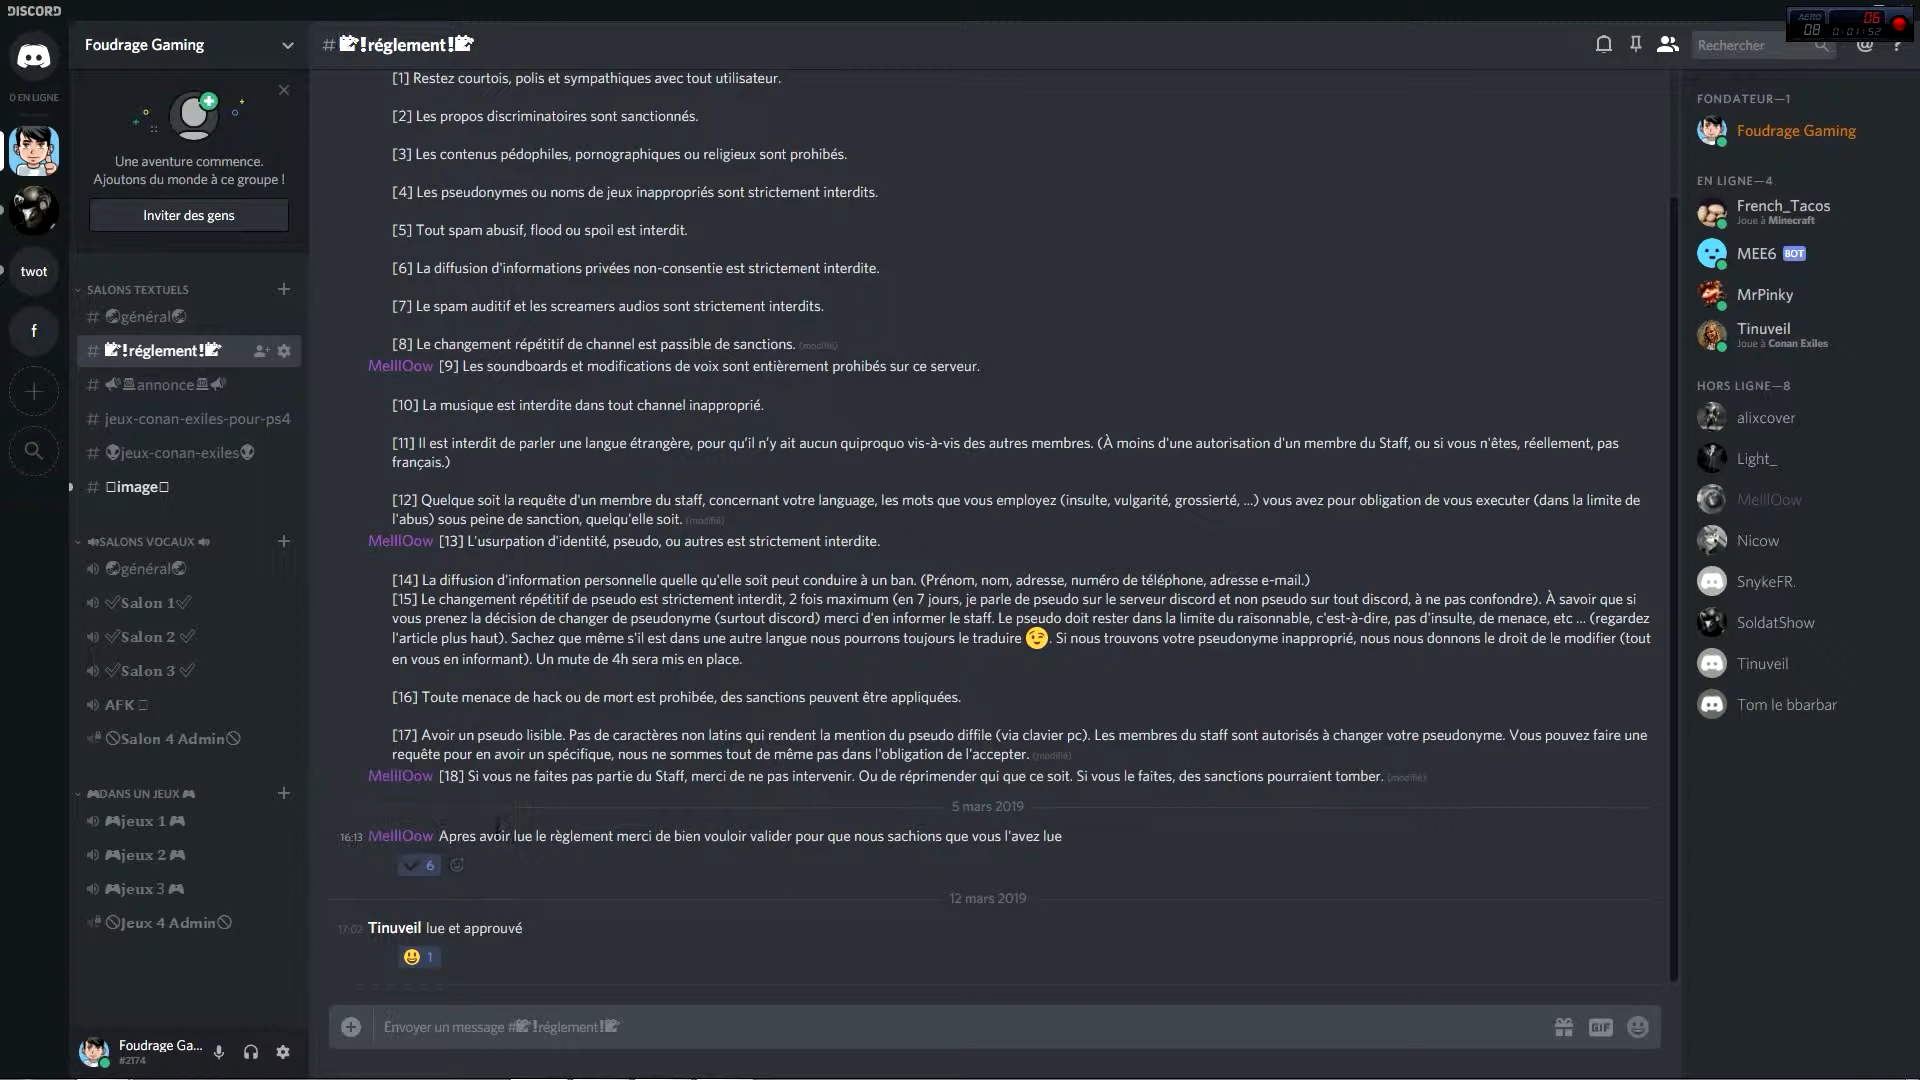 DISCORD
Foudrage Gaming
# !réglement!
Rechercher
AERO
08
06
0:01:52
0 EN LIGNE
twot
f
Une aventure commence.
Ajoutons du monde à ce groupe !
Inviter des gens
SALONS TEXTUELS
# général
# !réglement!
# annonce
# jeux-conan-exiles-pour-ps4
# jeux-conan-exiles
# image
SALONS VOCAUX
général
Salon 1
Salon 2
Salon 3
AFK
Salon 4 Admin
DANS UN JEUX
jeux 1
jeux 2
jeux 3
Jeux 4 Admin
Foudrage Ga...
#2174
[1] Restez courtois, polis et sympathiques avec tout utilisateur.
[2] Les propos discriminatoires sont sanctionnés.
[3] Les contenus pédophiles, pornographiques ou religieux sont prohibés.
[4] Les pseudonymes ou noms de jeux inappropriés sont strictement interdits.
[5] Tout spam abusif, flood ou spoil est interdit.
[6] La diffusion d'informations privées non-consentie est strictement interdite.
[7] Le spam auditif et les screamers audios sont strictement interdits.
[8] Le changement répétitif de channel est passible de sanctions. (modifié)
MellIOow [9] Les soundboards et modifications de voix sont entièrement prohibés sur ce serveur.
[10] La musique est interdite dans tout channel inapproprié.
[11] Il est interdit de parler une langue étrangère, pour qu'il n'y ait aucun quiproquo vis-à-vis des autres membres. (À moins d'une autorisation d'un membre du Staff, ou si vous n'êtes, réellement, pas
français.)
[12] Quelque soit la requête d'un membre du staff, concernant votre language, les mots que vous employez (insulte, vulgarité, grossierté, ...) vous avez pour obligation de vous executer (dans la limite de
l'abus) sous peine de sanction, quelqu'elle soit. (modifié)
MellIOow [13] L'usurpation d'identité, pseudo, ou autres est strictement interdite.
[14] La diffusion d'information personnelle quelle qu'elle soit peut conduire à un ban. (Prénom, nom, adresse, numéro de téléphone, adresse e-mail.)
[15] Le changement répétitif de pseudo est strictement interdit, 2 fois maximum (en 7 jours, je parle de pseudo sur le serveur discord et non pseudo sur tout discord, à ne pas confondre). À savoir que si
vous prenez la décision de changer de pseudonyme (surtout discord) merci d'en informer le staff. Le pseudo doit rester dans la limite du raisonnable, c'est-à-dire, pas d'insulte, de menace, etc ... (regardez
l'article plus haut). Sachez que même s'il est dans une autre langue nous pourrons toujours le traduire 😉. Si nous trouvons votre pseudonyme inapproprié, nous nous donnons le droit de le modifier (tout
en vous en informant). Un mute de 4h sera mis en place.
[16] Toute menace de hack ou de mort est prohibée, des sanctions peuvent être appliquées.
[17] Avoir un pseudo lisible. Pas de caractères non latins qui rendent la mention du pseudo diffile (via clavier pc). Les membres du staff sont autorisés à changer votre pseudonyme. Vous pouvez faire une
requête pour en avoir un spécifique, nous ne sommes tout de même pas dans l'obligation de l'accepter. (modifié)
MellIOow [18] Si vous ne faites pas partie du Staff, merci de ne pas intervenir. Ou de réprimender qui que ce soit. Si vous le faites, des sanctions pourraient tomber. (modifié)
5 mars 2019
16:13 MellIOow Apres avoir lue le règlement merci de bien vouloir valider pour que nous sachions que vous l'avez lue
6
12 mars 2019
17:02 Tinuveil lue et approuvé
1
Envoyer un message # !réglement!
GIF
FONDATEUR—1
Foudrage Gaming
EN LIGNE—4
French_Tacos
Joue à Minecraft
MEE6 BOT
MrPinky
Tinuveil
Joue à Conan Exiles
HORS LIGNE—8
alixcover
Light_
MellIOow
Nicow
SnykeFR.
SoldatShow
Tinuveil
Tom le bbarbar